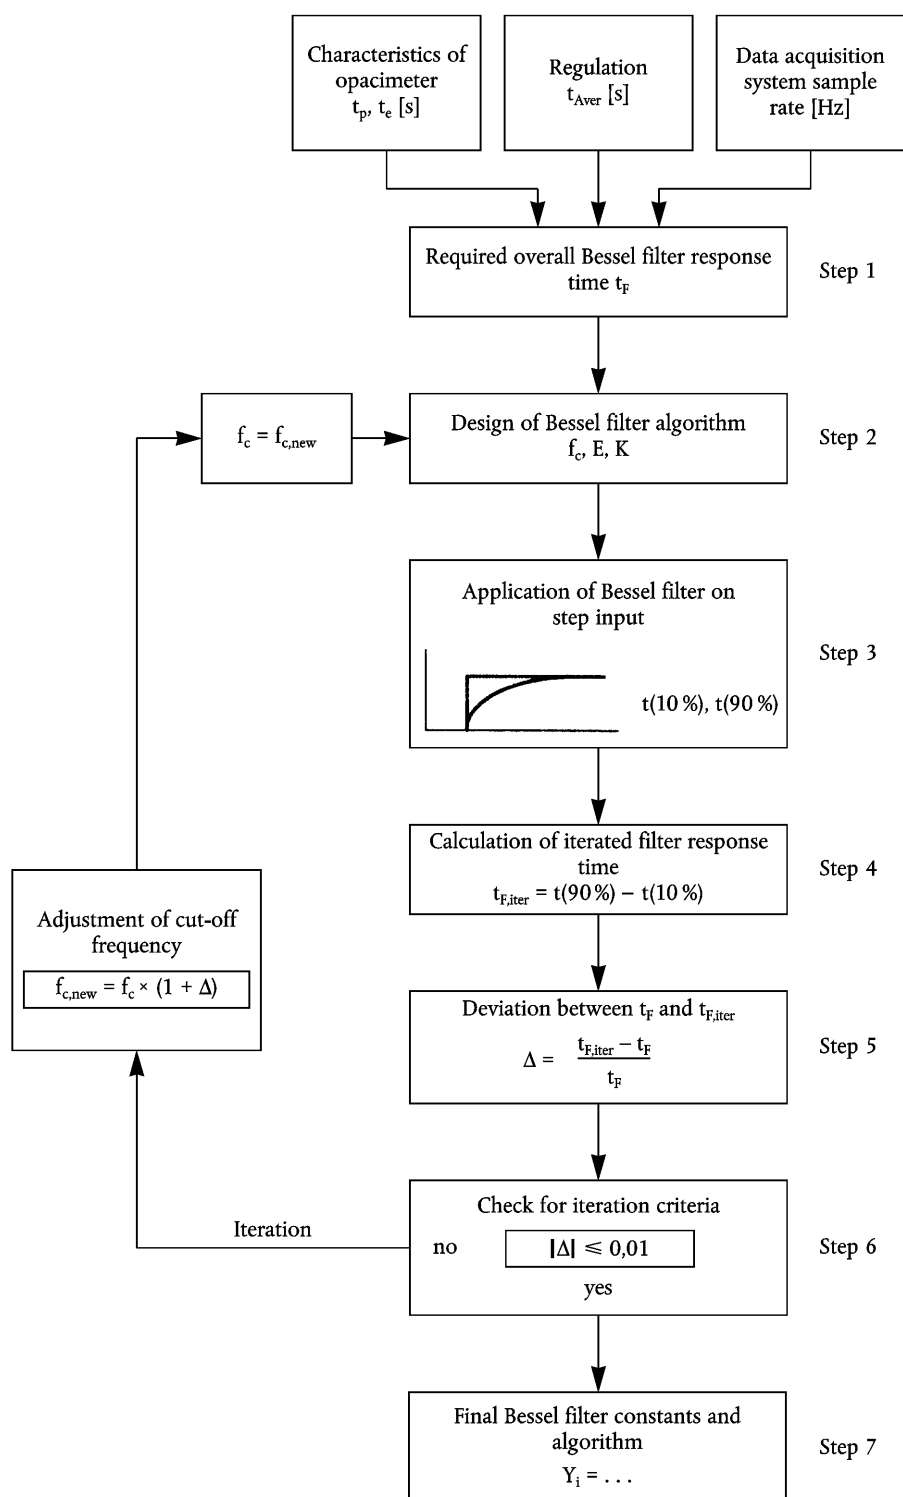 Characteristics of
opacimeter
tp, te [s]
Regulation
tAver [s]
Data acquisition
system sample
rate [Hz]
Required overall Bessel filter response
time tF
Step 1
fc = fc,new
Design of Bessel filter algorithm
fc, E, K
Step 2
Application of Bessel filter on
step input
t(10 %), t(90 %)
Step 3
Calculation of iterated filter response
time
tF,iter = t(90 %) – t(10 %)
Step 4
Adjustment of cut-off
frequency
fc,new = fc × (1 + Δ)
Deviation between tF and tF,iter
Δ = tF,iter – tF
tF
Step 5
Check for iteration criteria
Iteration
no
|Δ| ≤ 0,01
yes
Step 6
Final Bessel filter constants and
algorithm
Yi = . . .
Step 7